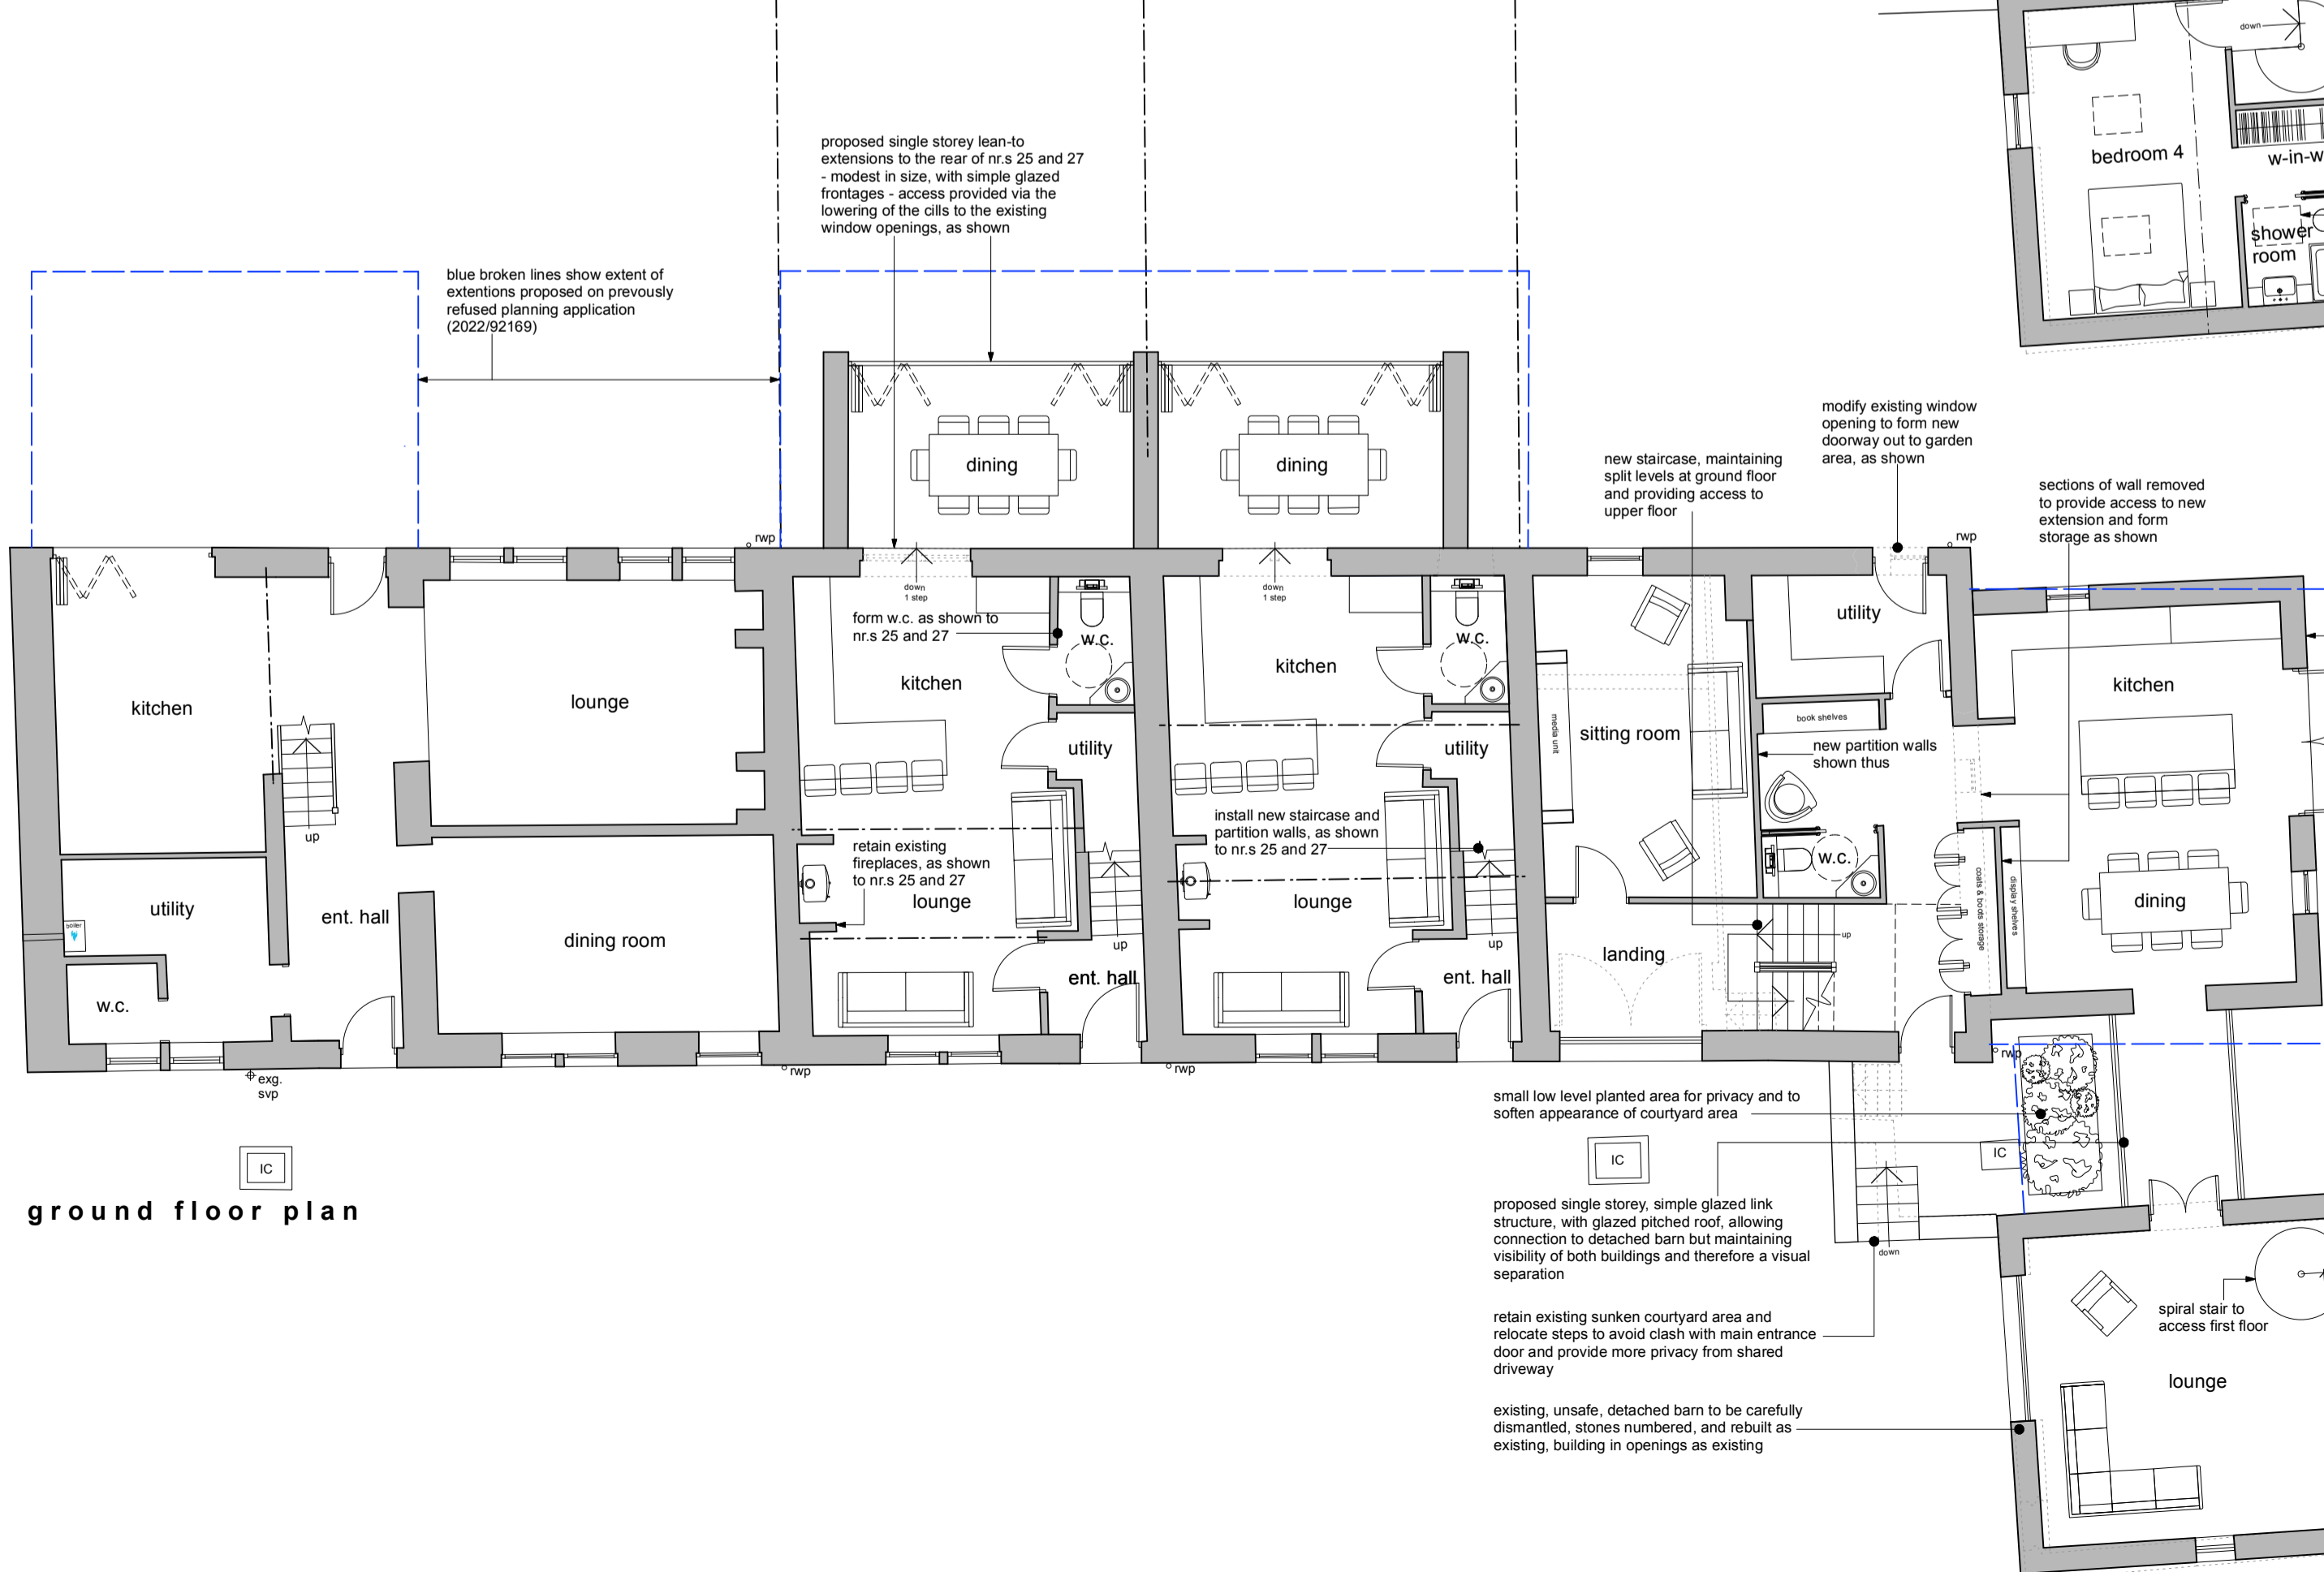 down
bedroom 4
w-in-w
shower
room
proposed single storey lean-to
extensions to the rear of nr.s 25 and 27
- modest in size, with simple glazed
frontages - access provided via the
lowering of the cills to the existing
window openings, as shown
blue broken lines show extent of
extentions proposed on prevously
refused planning application
(2022/92169)
modify existing window
opening to form new
doorway out to garden
area, as shown
new staircase, maintaining
split levels at ground floor
and providing access to
upper floor
sections of wall removed
to provide access to new
extension and form
storage as shown
dining
dining
rwp
rwp
down
1 step
down
1 step
form w.c. as shown to
nr.s 25 and 27
w.c.
w.c.
utility
kitchen
kitchen
kitchen
kitchen
lounge
media unit
sitting room
book shelves
utility
utility
new partition walls
shown thus
up
install new staircase and
partition walls, as shown
to nr.s 25 and 27
retain existing
fireplaces, as shown
to nr.s 25 and 27
lounge
lounge
w.c.
coats & boots storage
display shelves
dining
utility
boiler
ent. hall
dining room
up
up
up
landing
ent. hall
ent. hall
w.c.
exg.
svp
rwp
rwp
rwp
IC
ground floor plan
small low level planted area for privacy and to
soften appearance of courtyard area
IC
IC
proposed single storey, simple glazed link
structure, with glazed pitched roof, allowing
connection to detached barn but maintaining
visibility of both buildings and therefore a visual
separation
down
retain existing sunken courtyard area and
relocate steps to avoid clash with main entrance
door and provide more privacy from shared
driveway
spiral stair to
access first floor
lounge
existing, unsafe, detached barn to be carefully
dismantled, stones numbered, and rebuilt as
existing, building in openings as existing